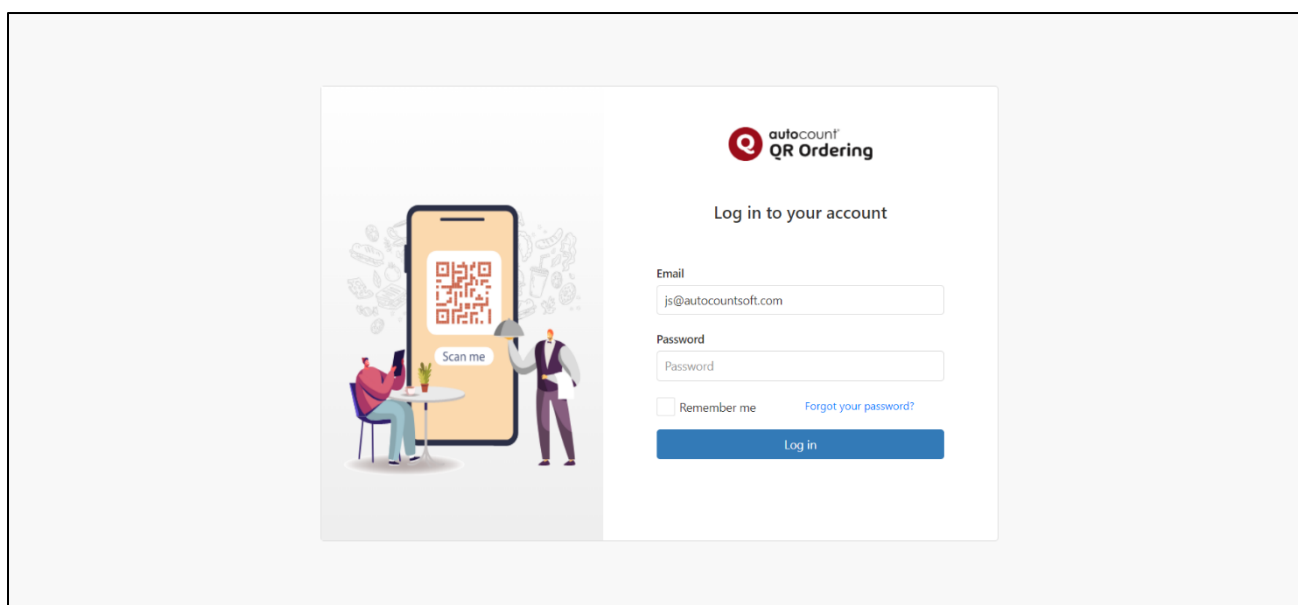 Scan me
autocount
QR Ordering
Log in to your account
Email
js@autocountsoft.com
Password
Password
Remember me Forgot your password?
Log in